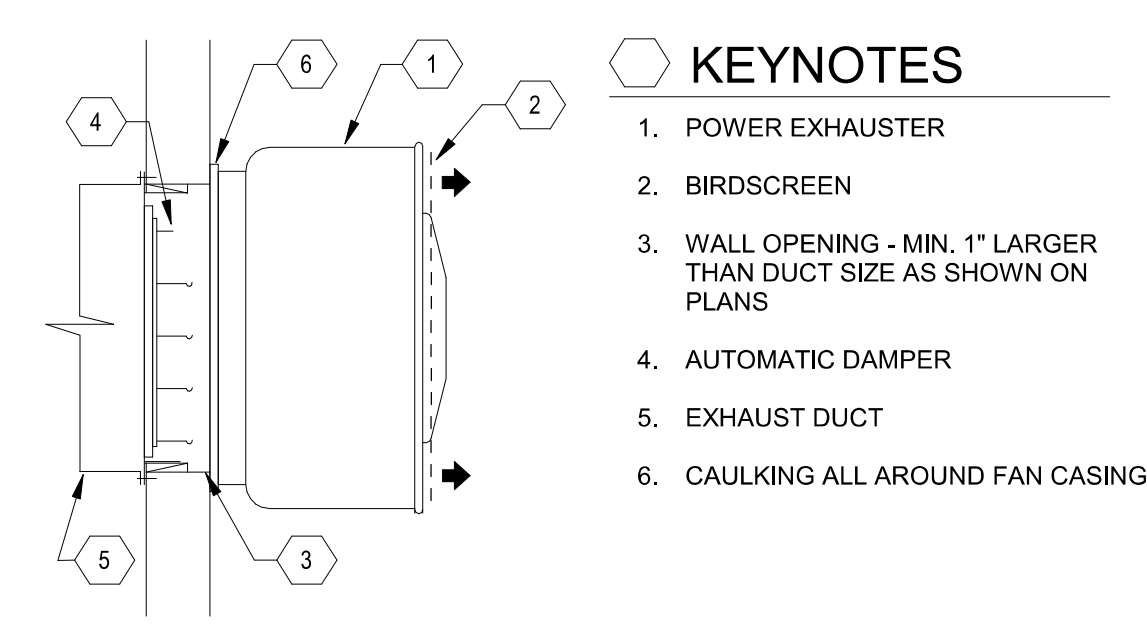 6
1
2
4
5
3
KEYNOTES
1. POWER EXHAUSTER
2. BIRDSCREEN
3. WALL OPENING - MIN. 1" LARGER
THAN DUCT SIZE AS SHOWN ON
PLANS
4. AUTOMATIC DAMPER
5. EXHAUST DUCT
6. CAULKING ALL AROUND FAN CASING